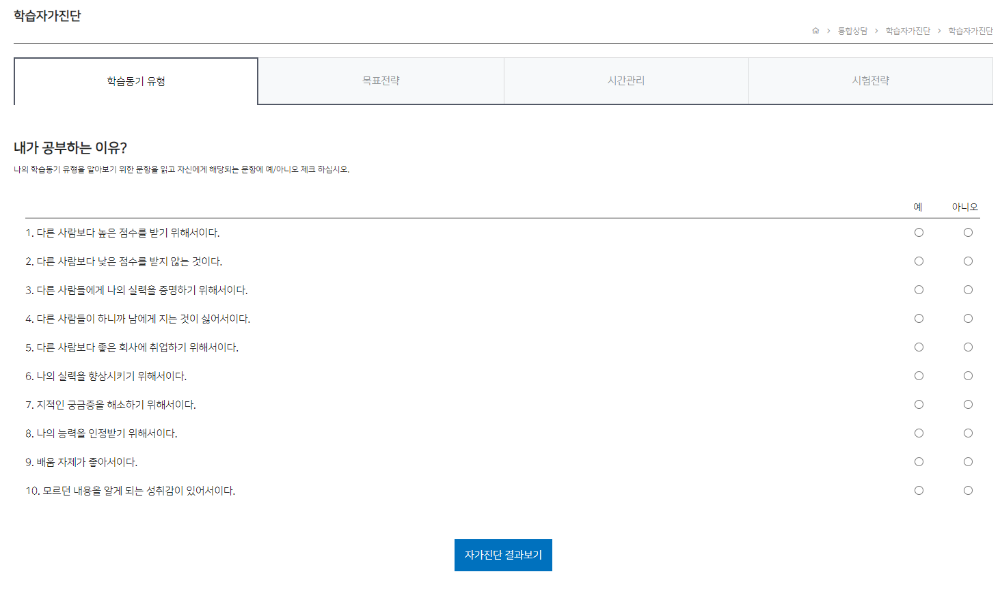 학습자가진단
통합상담 > 학습자가진단 > 학습자가진단
학습동기 유형
목표전략
시간관리
시험전략
내가 공부하는 이유?
나의 학습동기 유형을 알아보기 위한 문항을 읽고 자신에게 해당되는 문항에 예/아니오 체크 하십시오.
예 아니오
1. 다른 사람보다 높은 점수를 받기 위해서이다.
2. 다른 사람보다 낮은 점수를 받지 않는 것이다.
3. 다른 사람들에게 나의 실력을 증명하기 위해서이다.
4. 다른 사람들이 하니까 남에게 지는 것이 싫어서이다.
5. 다른 사람보다 좋은 회사에 취업하기 위해서이다.
6. 나의 실력을 향상시키기 위해서이다.
7. 지적인 궁금증을 해소하기 위해서이다.
8. 나의 능력을 인정받기 위해서이다.
9. 배움 자체가 좋아서이다.
10. 모르던 내용을 알게 되는 성취감이 있어서이다.
자가진단 결과보기